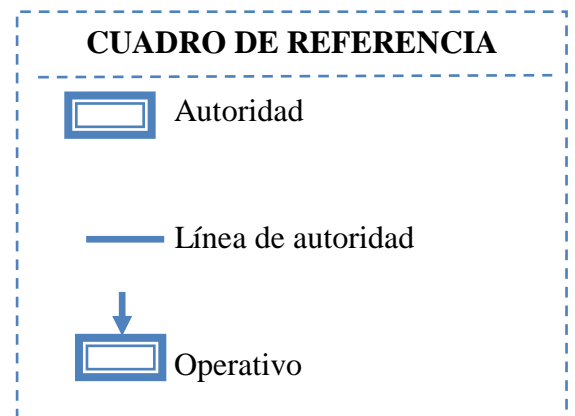 CUADRO DE REFERENCIA
Autoridad
Línea de autoridad
Operativo